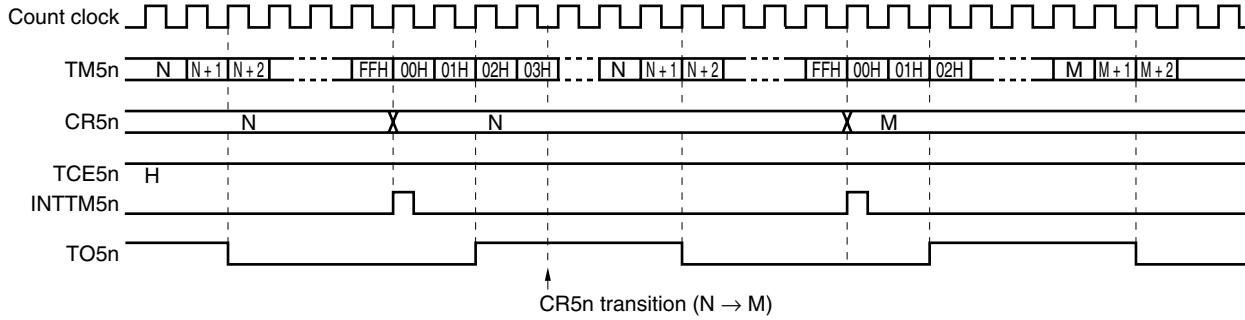 Count clock
TM5n N N + 1 N + 2 FFH 00H 01H 02H 03H N N + 1 N + 2 FFH 00H 01H 02H M M + 1 M + 2
CR5n N N M
TCE5n
H
INTTM5n
TO5n
CR5n transition (N → M)